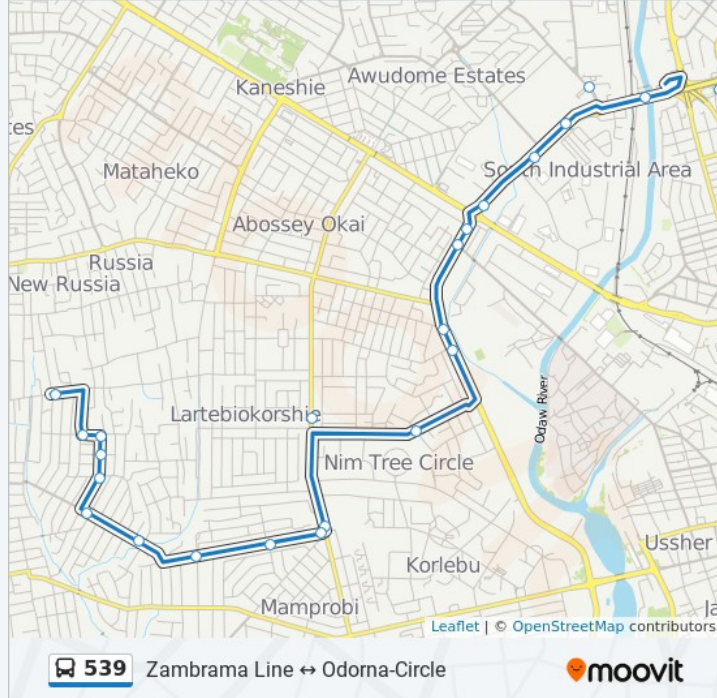 Awudome Estates
Kaneshie
tes
South Industrial Area
Mataheko
Abossey Okai
Russia
New Russia
Odaw River
Lartebiokorshie
Nim Tree Circle
Ussher
Korlebu
Mamprobi
Ja
Leaflet | © OpenStreetMap contributors
539 Zambrama Line ↔ Odorna-Circle moovit